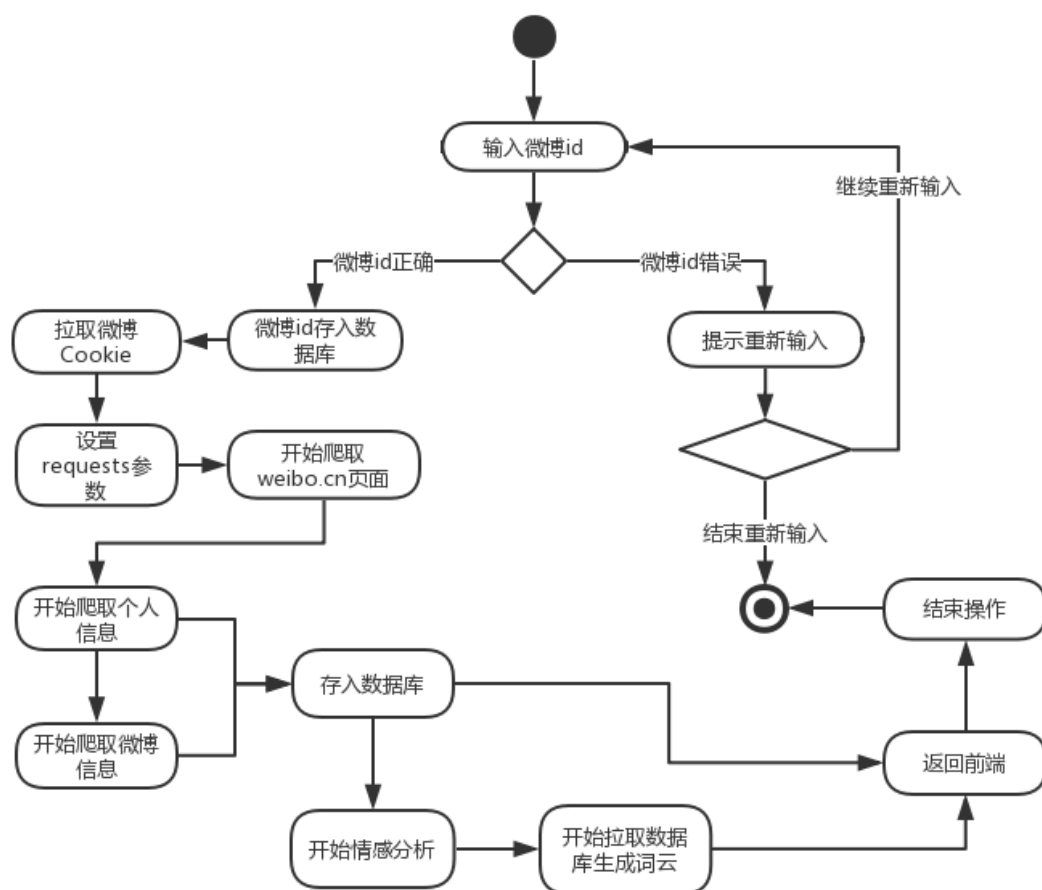 输入微博id
继续重新输入
微博id正确
微博id错误
拉取微博
Cookie
微博id存入数
据库
提示重新输入
设置
requests参
数
开始爬取
weibo.cn页面
结束重新输入
开始爬取个人
信息
结束操作
存入数据库
开始爬取微博
信息
返回前端
开始情感分析
开始拉取数据
库生成词云